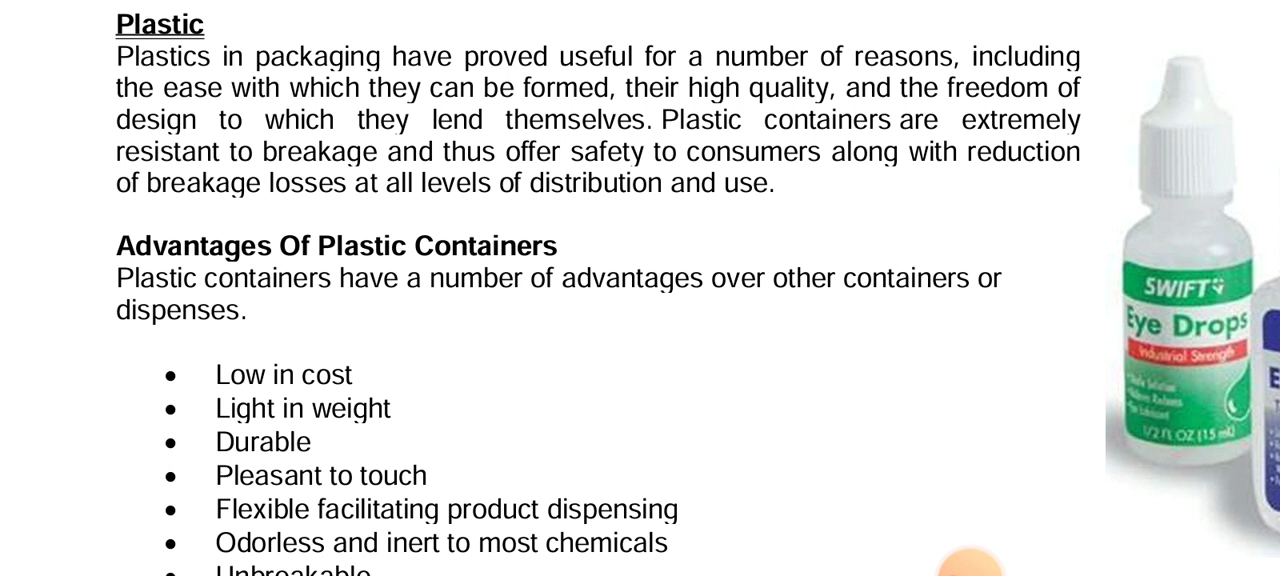 Plastic
Plastics in packaging have proved useful for a number of reasons, including
the ease with which they can be formed, their high quality, and the freedom of
design to which they lend themselves. Plastic containers are extremely
resistant to breakage and thus offer safety to consumers along with reduction
of breakage losses at all levels of distribution and use.
Advantages Of Plastic Containers
Plastic containers have a number of advantages over other containers or
dispenses.
• Low in cost
• Light in weight
• Durable
• Pleasant to touch
• Flexible facilitating product dispensing
• Odorless and inert to most chemicals
• Unbreakable
SWIFT
Eye Drops
Industrial Strength
1/2 FL OZ (15 mL)